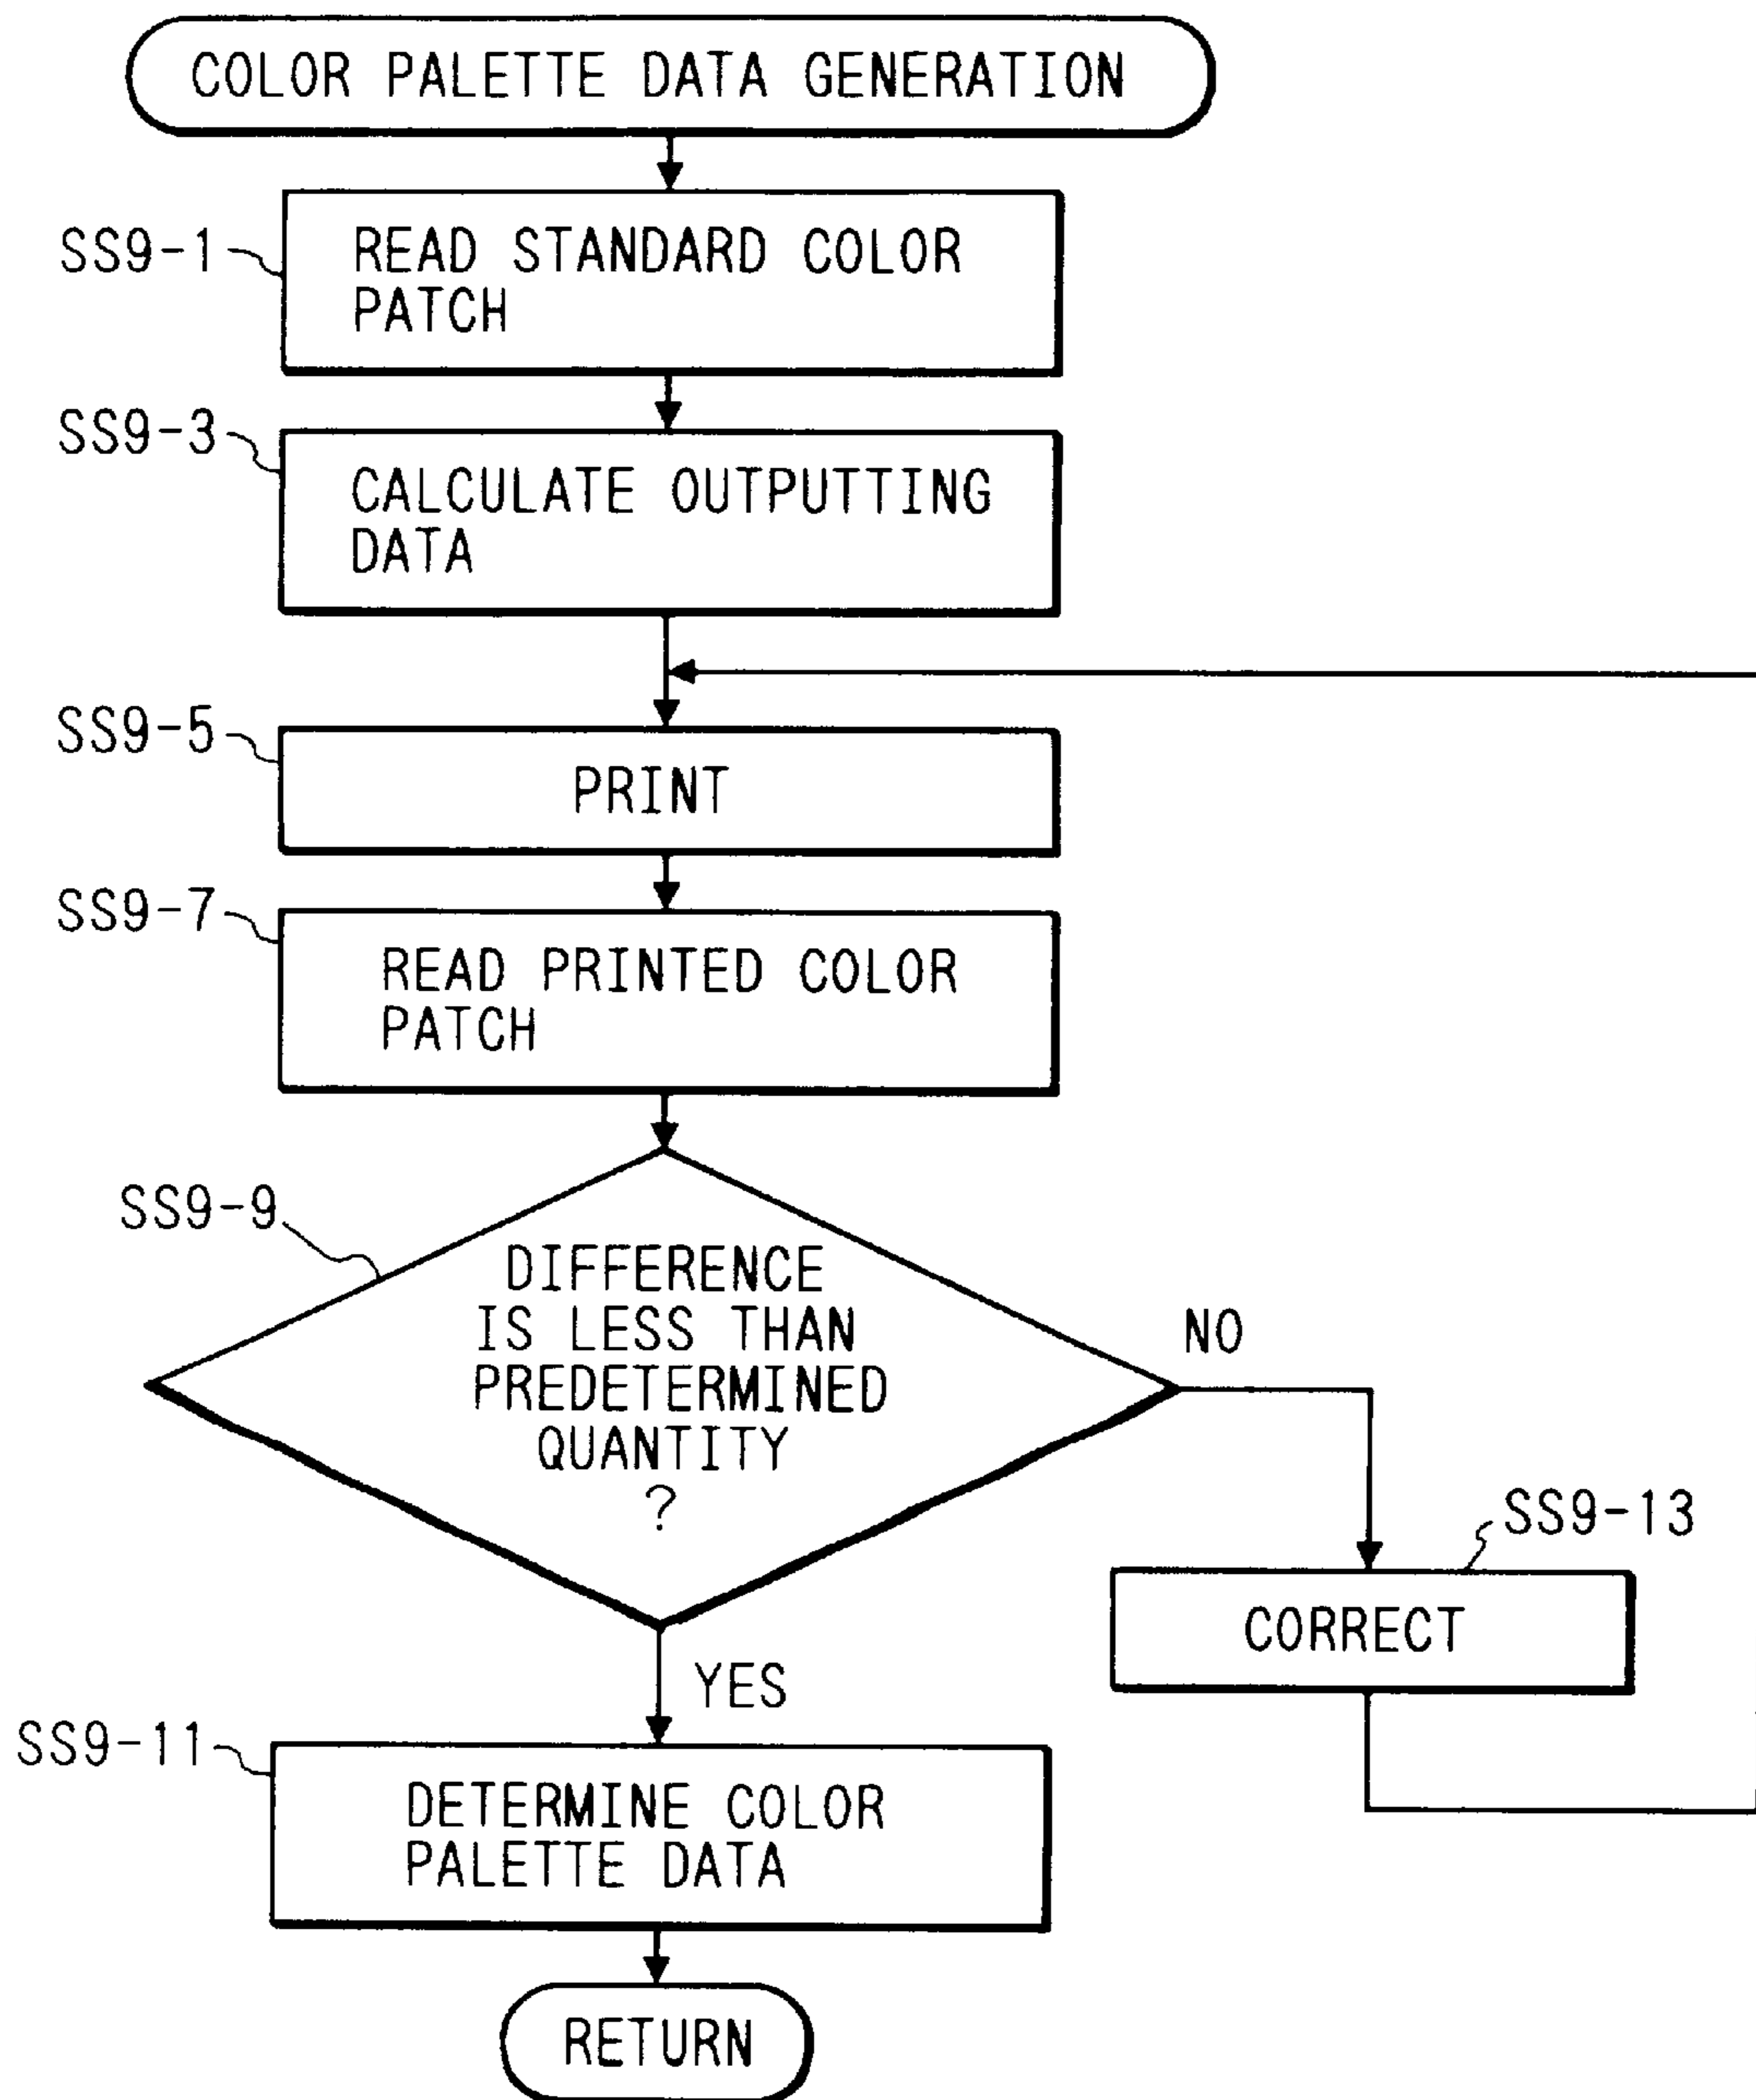 COLOR PALETTE DATA GENERATION
SS9-1
READ STANDARD COLOR
PATCH
SS9-3
CALCULATE OUTPUTTING
DATA
SS9-5
PRINT
SS9-7
READ PRINTED COLOR
PATCH
SS9-9
DIFFERENCE
IS LESS THAN
PREDETERMINED
QUANTITY
?
NO
SS9-13
CORRECT
YES
SS9-11
DETERMINE COLOR
PALETTE DATA
RETURN